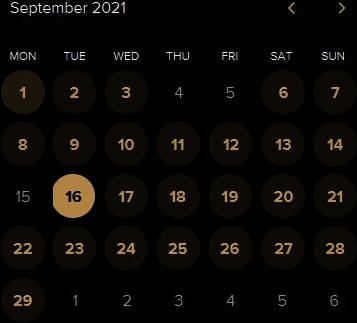 September 2021
MON TUE WED THU FRI SAT SUN
1 2 3 4 5 6 7
8 9 10 11 12 13 14
15 16 17 18 19 20 21
22 23 24 25 26 27 28
29 1 2 3 4 5 6